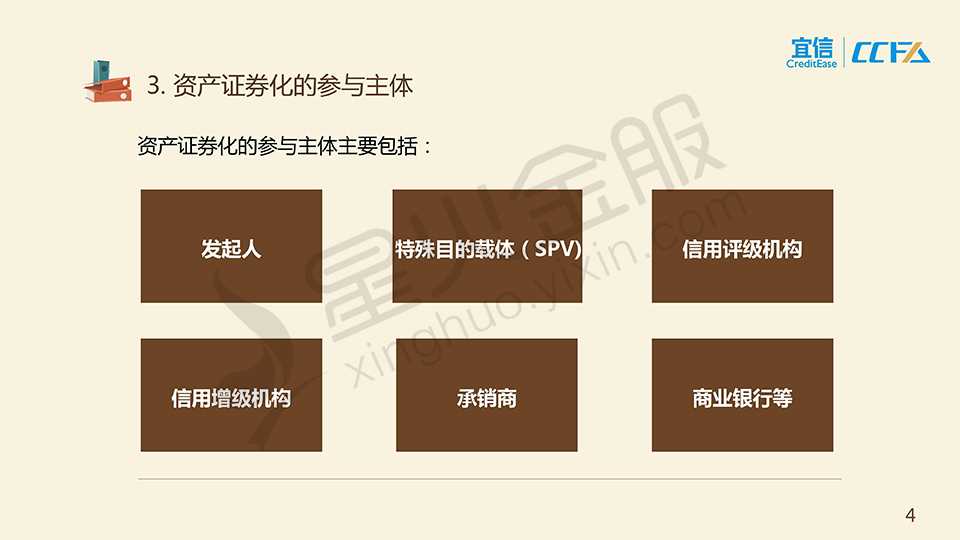 宜信
CreditEase
CCFA
3. 资产证券化的参与主体
资产证券化的参与主体主要包括：
发起人
特殊目的载体（SPV)
信用评级机构
信用增级机构
承销商
商业银行等
星火金服
xinghuo.yixin.com
4